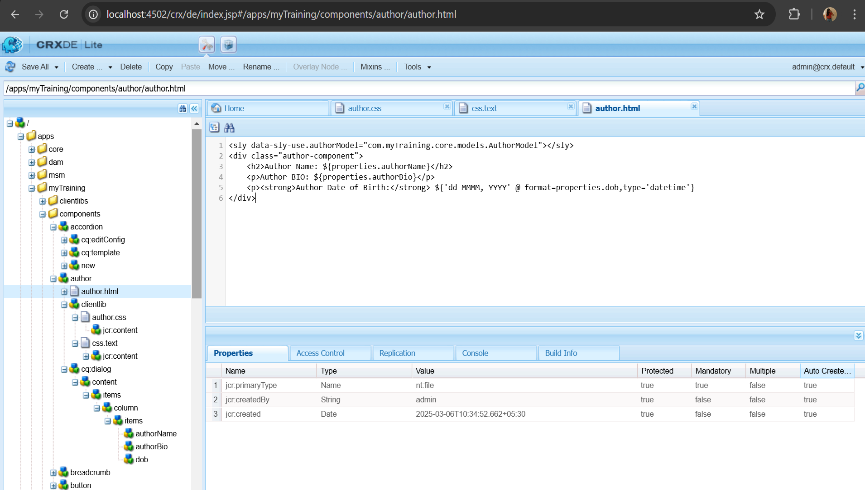 localhost:4502/crx/de/index.jsp#/apps/myTraining/components/author/author.html
CRXDE | Lite
Save All Create ... Delete Copy Paste Move ... Rename ... Overlay Node ... Mixins ... Tools admin@crx.default
/apps/myTraining/components/author/author.html
/
apps
core
dam
msm
myTraining
clientlibs
components
accordion
cq:editConfig
cq:template
new
author
author.html
clientlib
author.css
jcr:content
css.text
jcr:content
cq:dialog
content
items
column
items
authorName
authorBio
dob
breadcrumb
button
Home author.css css.text author.html
1 <sly data-sly-use.authorModel="com.myTraining.core.models.AuthorModel"></sly>
2 <div class="author-component">
3 <h2>Author Name: ${properties.authorName}</h2>
4 <p>Author BIO: ${properties.authorBio}</p>
5 <p><strong>Author Date of Birth:</strong> ${'dd MMMM, YYYY' @ format=properties.dob,type='datetime'}
6 </div>
Properties Access Control Replication Console Build Info
Name Type Value Protected Mandatory Multiple Auto Create...
1 jcr:primaryType Name nt:file true true false true
2 jcr:createdBy String admin true false false true
3 jcr:created Date 2025-03-06T10:34:52.662+05:30 true false false true